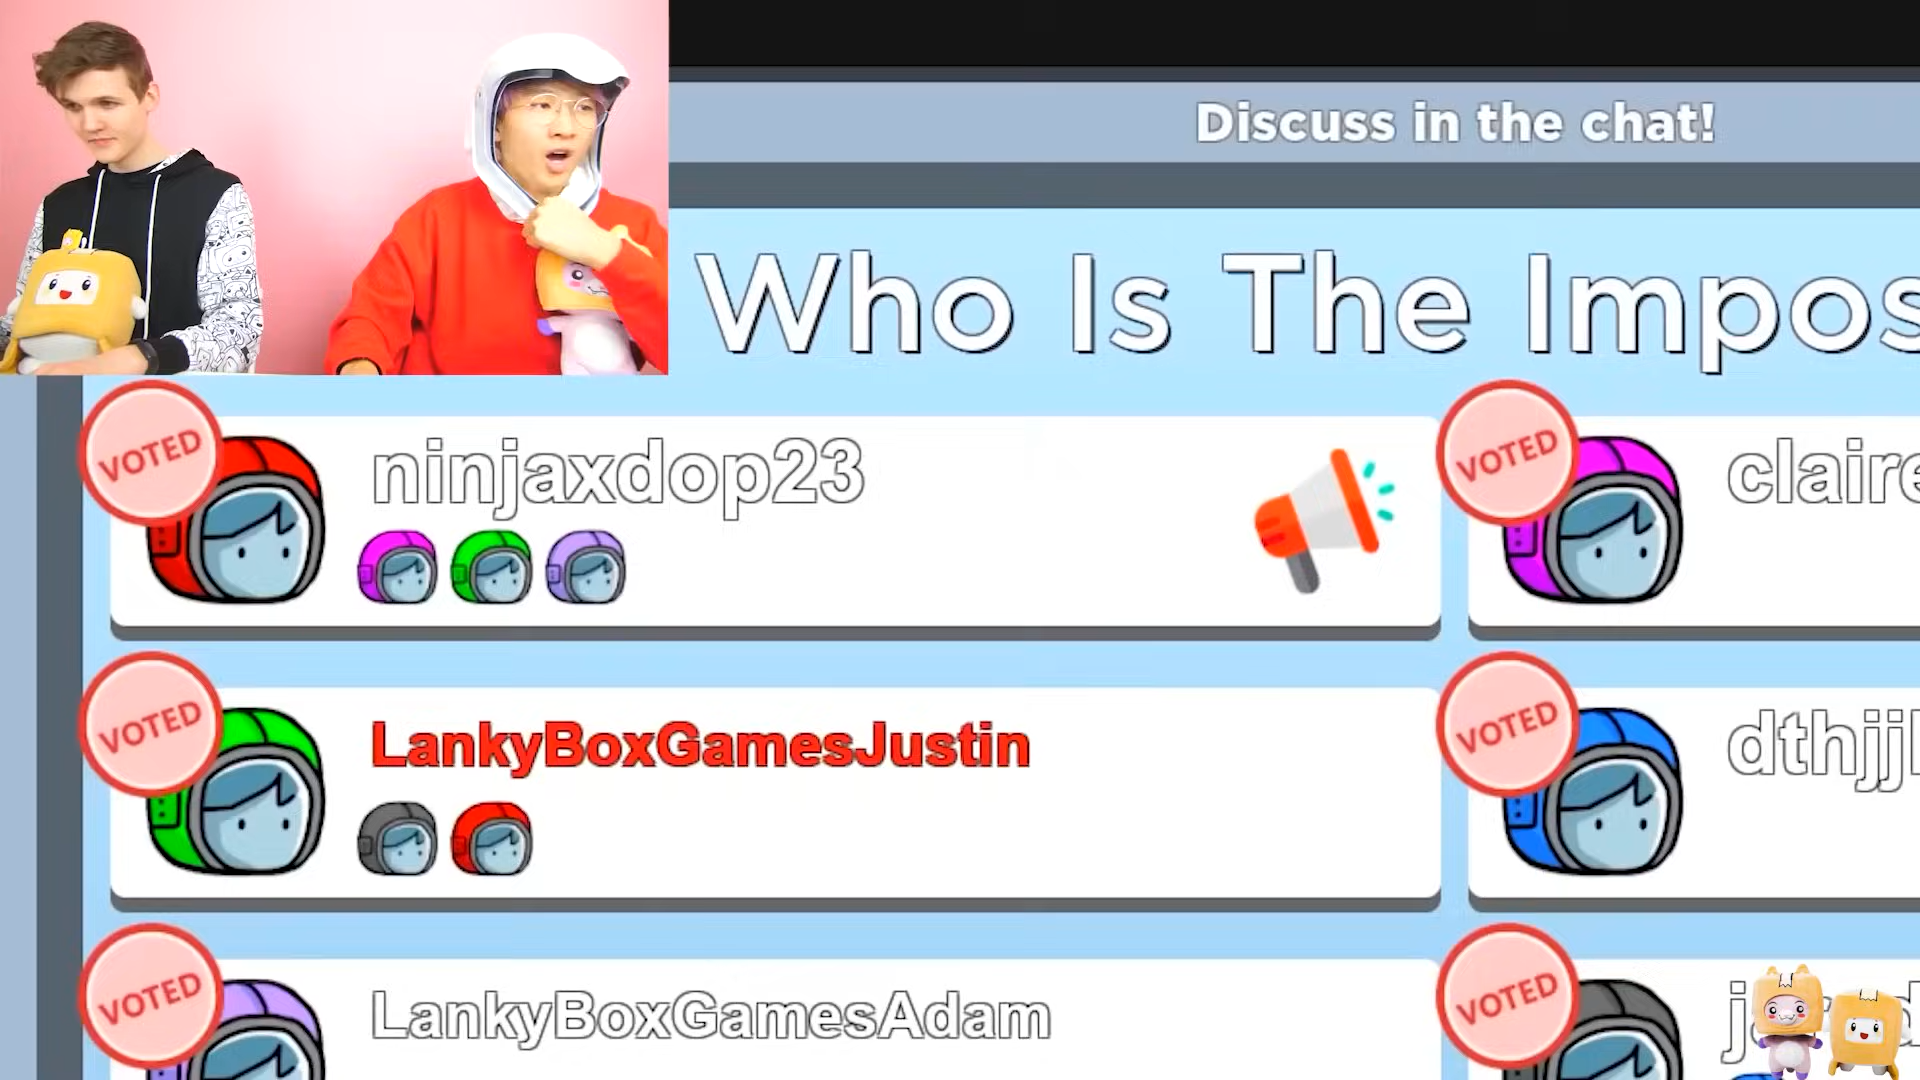 Discuss in the chat!
Who Is The Impos
VOTED
ninjaxdop23
VOTED
claire
VOTED
LankyBoxGamesJustin
VOTED
dthjj
VOTED
LankyBoxGamesAdam
VOTED